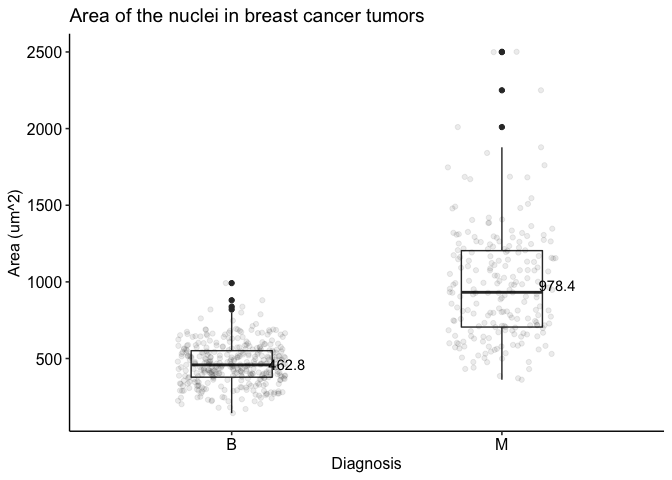 Area of the nuclei in breast cancer tumors
2500
2000
1500
1000
500
Area (um^2)
978.4
462.8
B
M
Diagnosis